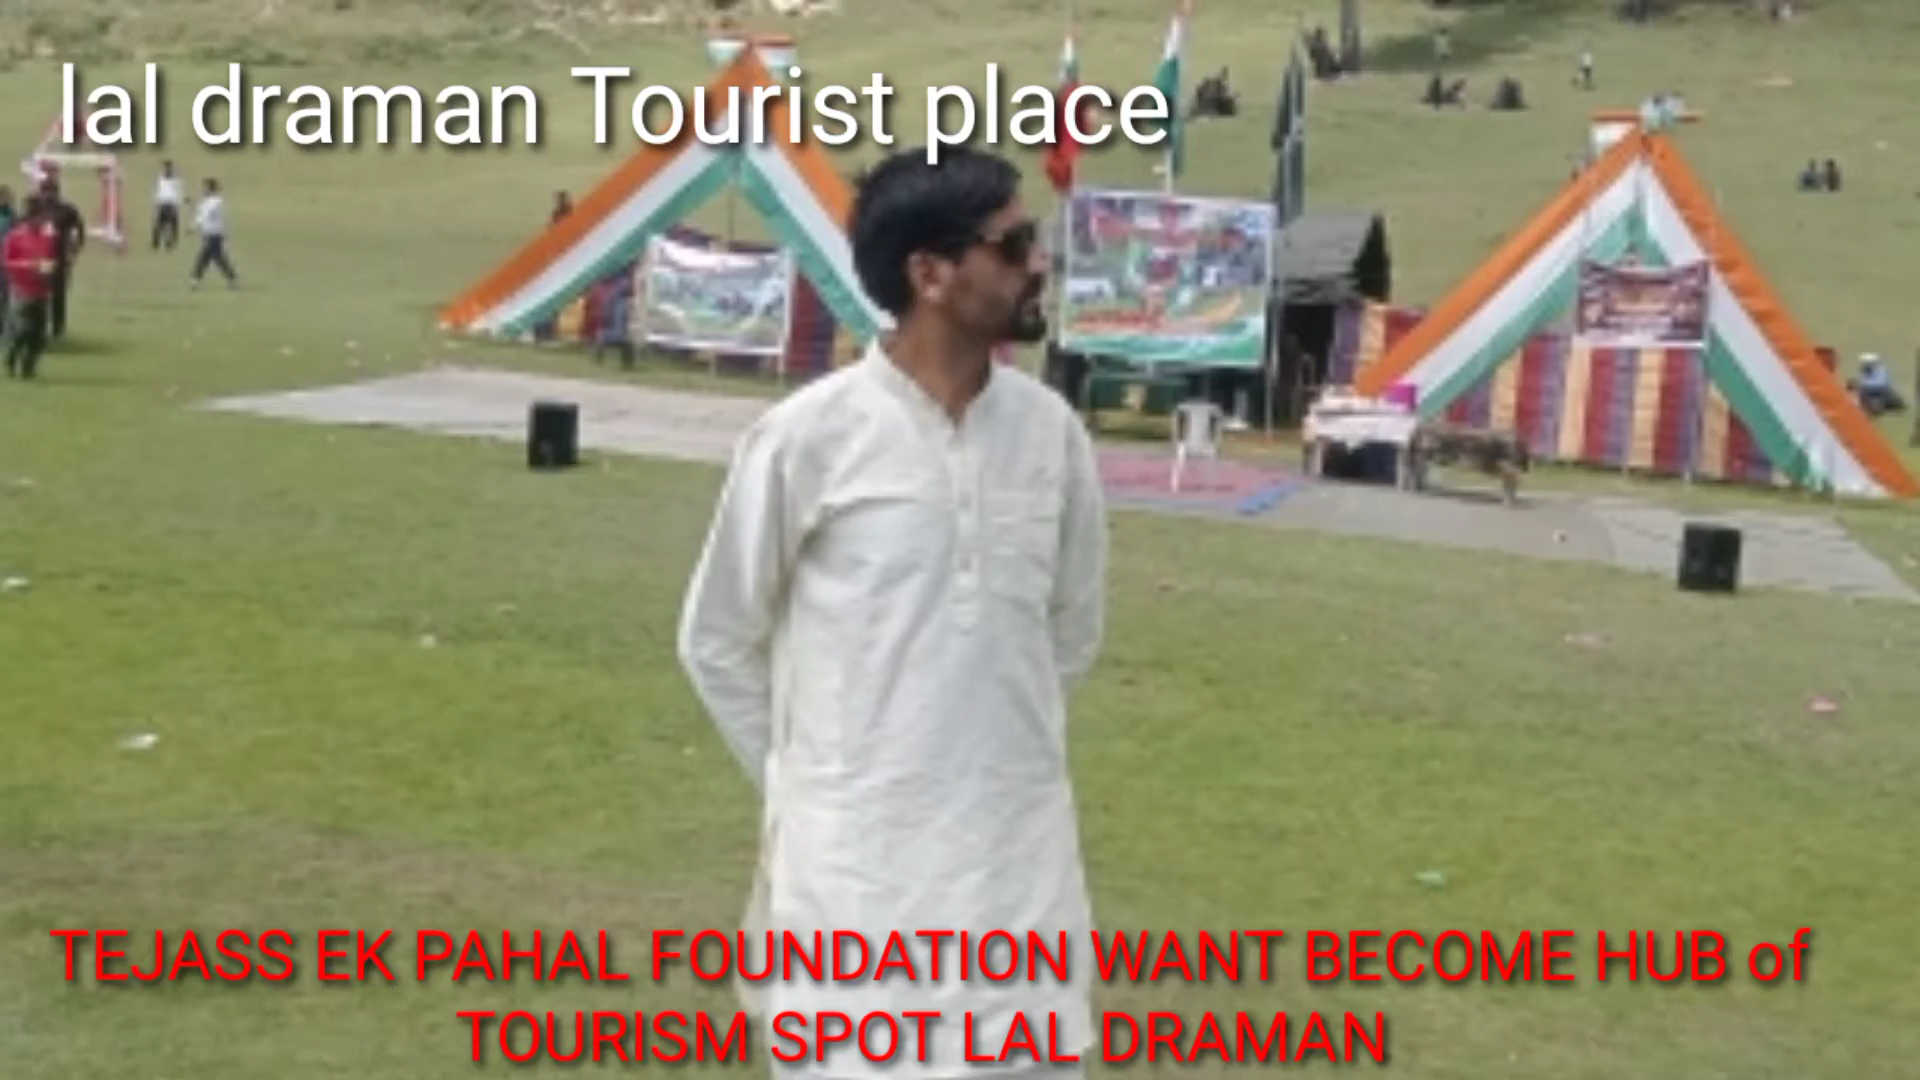 lal draman Tourist place
TEJASS EK PAHAL FOUNDATION WANT BECOME HUB of
TOURISM SPOT LAL DRAMAN